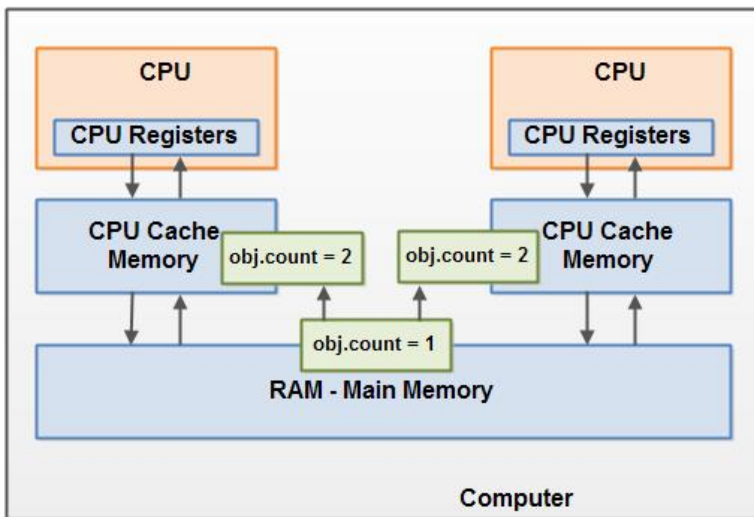 CPU
CPU
CPU Registers
CPU Registers
CPU Cache
Memory
obj.count = 2
obj.count = 2
CPU Cache
Memory
obj.count = 1
RAM - Main Memory
Computer